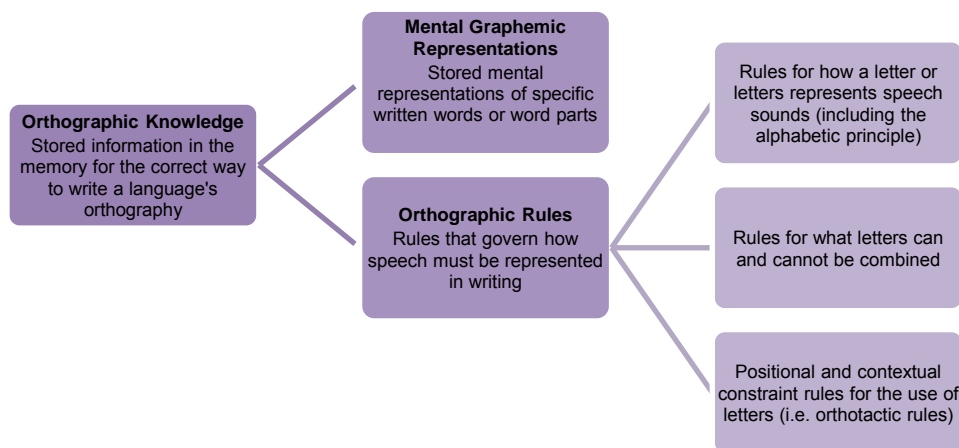 Orthographic Knowledge
Stored information in the
memory for the correct way
to write a language's
orthography
Mental Graphemic
Representations
Stored mental
representations of specific
written words or word parts
Orthographic Rules
Rules that govern how
speech must be represented
in writing
Rules for how a letter or
letters represents speech
sounds (including the
alphabetic principle)
Rules for what letters can
and cannot be combined
Positional and contextual
constraint rules for the use of
letters (i.e. orthotactic rules)